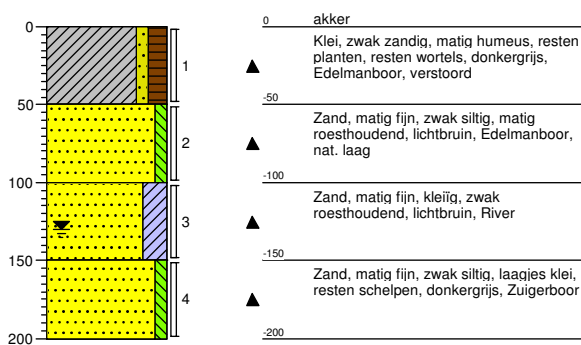 0
50
100
150
200
1
2
3
4
0 akker
Klei, zwak zandig, matig humeus, resten
planten, resten wortels, donkergrijs,
Edelmanboor, verstoord
-50
Zand, matig fijn, zwak siltig, matig
roesthoudend, lichtbruin, Edelmanboor,
nat. laag
-100
Zand, matig fijn, kleiïg, zwak
roesthoudend, lichtbruin, River
-150
Zand, matig fijn, zwak siltig, laagjes klei,
resten schelpen, donkergrijs, Zuigerboor
-200